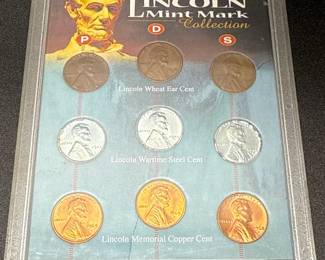 LINCOLN
Mint Mark
Collection
P D S
Lincoln Wheat Ear Cent
Lincoln Wartime Steel Cent
Lincoln Memorial Copper Cent